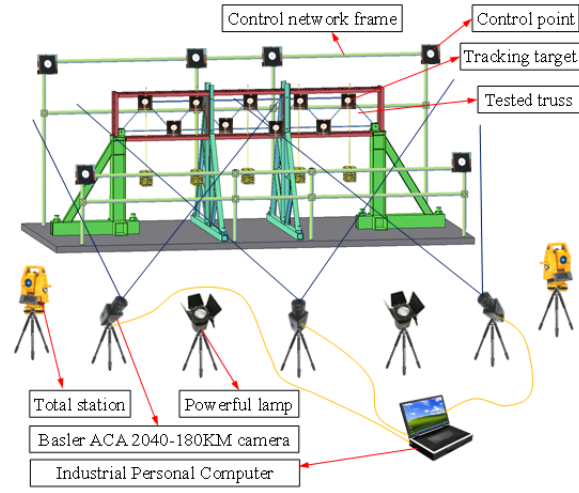 Control network frame
Control point
Tracking target
Tested truss
Total station
Powerful lamp
Basler ACA 2040-180KM camera
Industrial Personal Computer